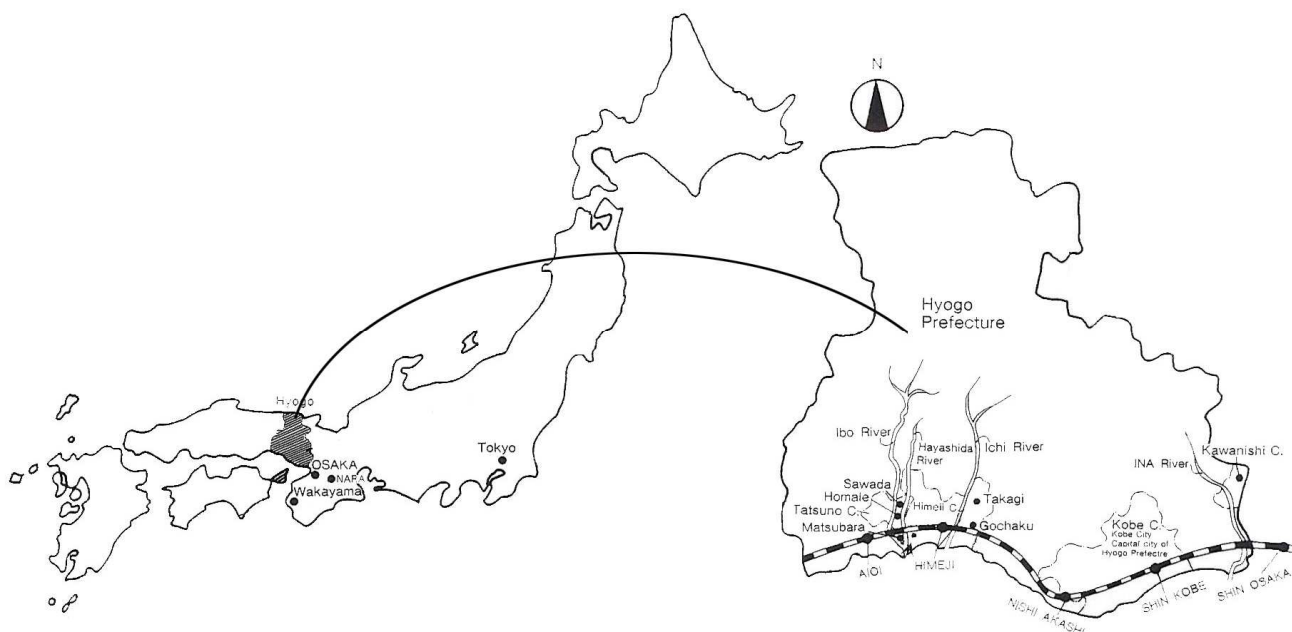 N
Hyogo
Prefecture
Hyogo
OSAKA
NARA
Wakayama
Tokyo
Ibo River
Hayashida
River
Ichi River
Sawada
Homale
Tatsuno C.
Matsubara
Himeji C.
Takagi
Gochaku
INA River
Kawanishi C.
Kobe C.
Kobe City
Capital city of
Hyogo Prefectre
AIOI
HIMEJI
NISHI AKASHI
SHIN KOBE
SHIN OSAKA